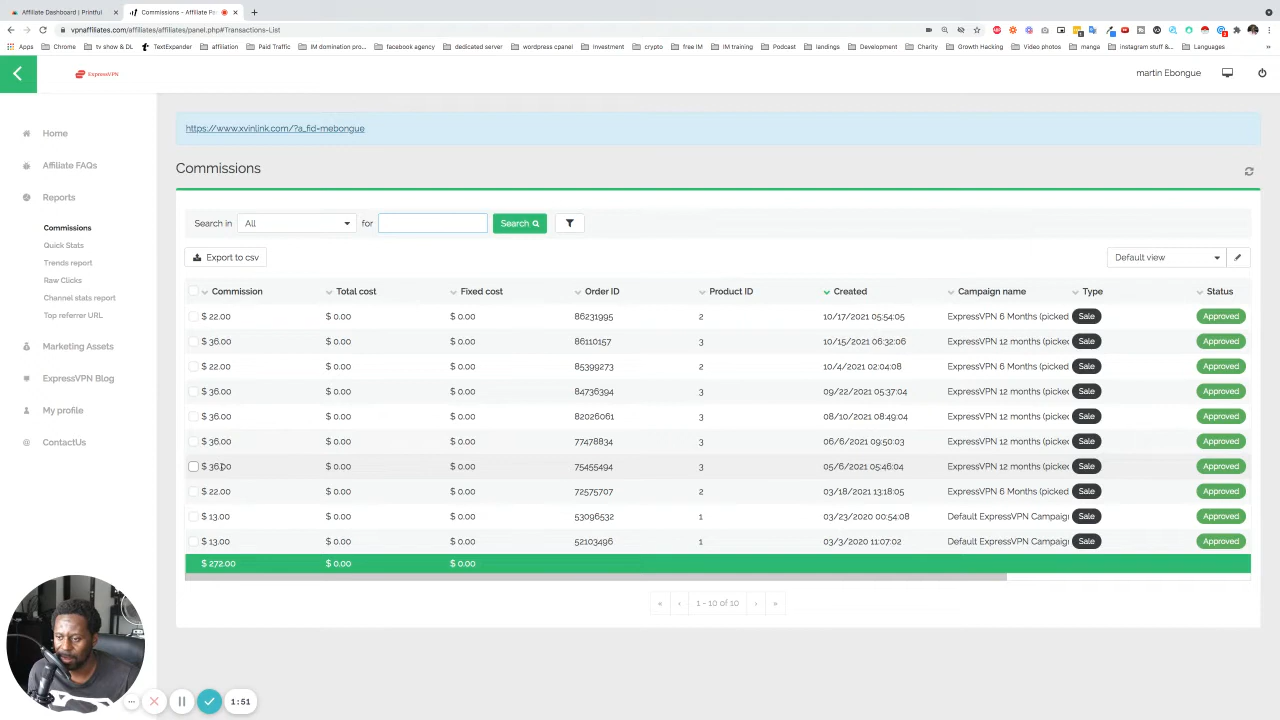 Affiliate Dashboard | Printful
Commissions - Affiliate Pa
vpnaffiliates.com/affiliates/affiliates/panel.php#Transactions-List
Apps Chrome tv show & DL TextExpander affiliation Paid Traffic IM domination pro... facebook agency dedicated server wordpress cpanel investment crypto free IM IM training Podcast landings Development Charity Growth Hacking Video photos manga instagram stuff &... Languages
ExpressVPN
martin Ebongue
https://www.xvinlink.com/?a_fid=mebongue
Home
Affiliate FAQs
Reports
Commissions
Quick Stats
Trends report
Raw Clicks
Channel stats report
Top referrer URL
Marketing Assets
ExpressVPN Blog
My profile
ContactUs
Commissions
Search in All for Search
Export to csv
Default view
Commission Total cost Fixed cost Order ID Product ID Created Campaign name Type Status
$ 22.00 $ 0.00 $ 0.00 86231995 2 10/17/2021 05:54:05 ExpressVPN 6 Months (picked Sale Approved
$ 36.00 $ 0.00 $ 0.00 86110157 3 10/15/2021 06:32:06 ExpressVPN 12 months (picke Sale Approved
$ 22.00 $ 0.00 $ 0.00 85399273 2 10/4/2021 02:04:08 ExpressVPN 6 Months (picked Sale Approved
$ 36.00 $ 0.00 $ 0.00 84736394 3 09/22/2021 05:37:04 ExpressVPN 12 months (picke Sale Approved
$ 36.00 $ 0.00 $ 0.00 82026061 3 08/10/2021 08:49:04 ExpressVPN 12 months (picke Sale Approved
$ 36.00 $ 0.00 $ 0.00 77478834 3 06/6/2021 09:50:03 ExpressVPN 12 months (picke Sale Approved
$ 36.00 $ 0.00 $ 0.00 75455494 3 05/6/2021 05:46:04 ExpressVPN 12 months (picke Sale Approved
$ 22.00 $ 0.00 $ 0.00 72575707 2 03/18/2021 13:18:05 ExpressVPN 6 Months (picked Sale Approved
$ 13.00 $ 0.00 $ 0.00 53096532 1 03/23/2020 00:54:08 Default ExpressVPN Campaig Sale Approved
$ 13.00 $ 0.00 $ 0.00 52103496 1 03/3/2020 11:07:02 Default ExpressVPN Campaig Sale Approved
$ 272.00 $ 0.00 $ 0.00
« ‹ 1 - 10 of 10 › »
1:51